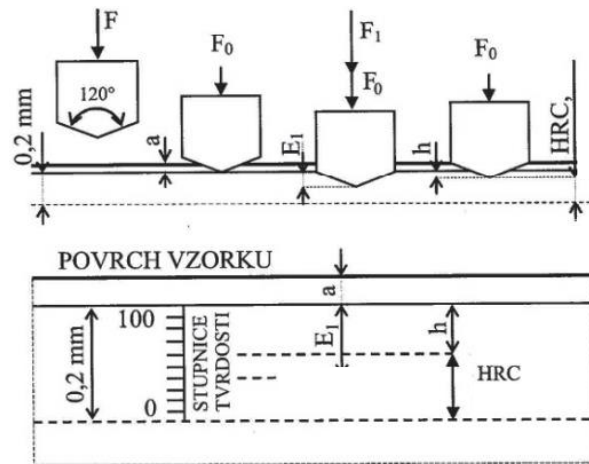 F
F₀
F₁
F₀
F₀
120°
0,2 mm
a
E₁
h
HRC,
POVRCH VZORKU
a
100
0
0,2 mm
STUPNICE
TVRDOSTI
E₁
h
HRC